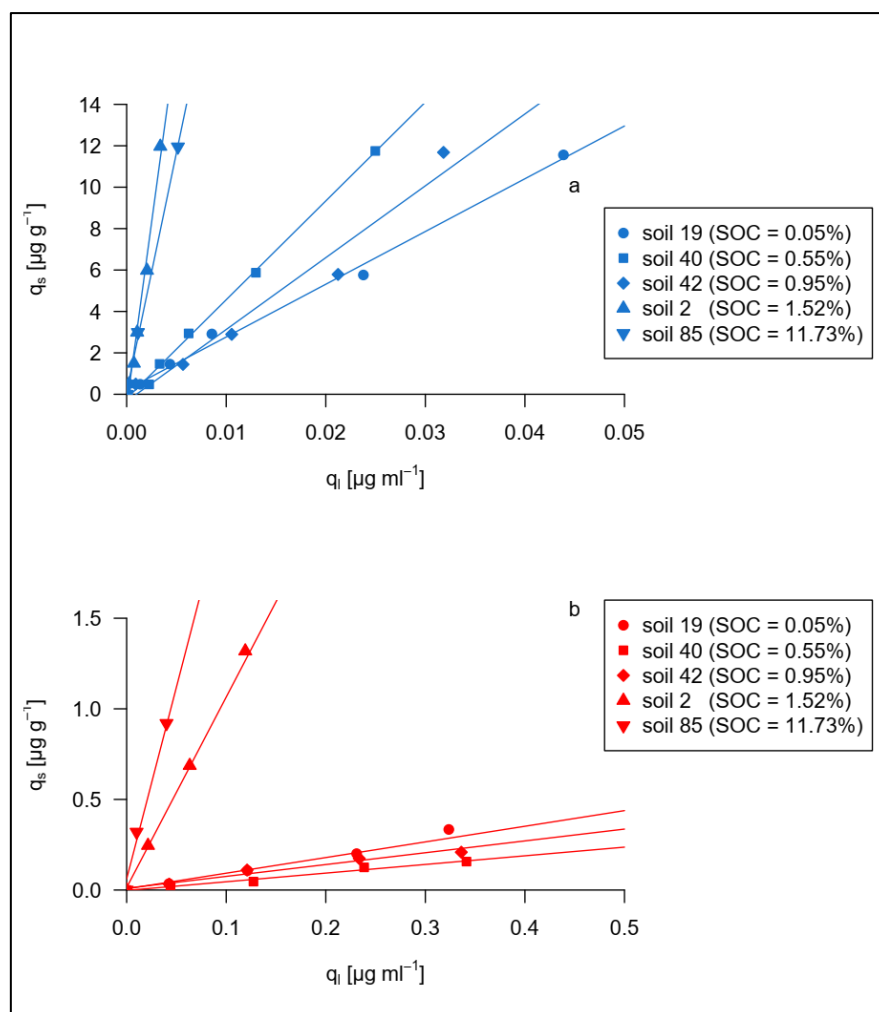 14
12
10
8
6
4
2
0
qs [µg g⁻¹]
0.00 0.01 0.02 0.03 0.04 0.05
ql [µg ml⁻¹]
a
soil 19 (SOC = 0.05%)
soil 40 (SOC = 0.55%)
soil 42 (SOC = 0.95%)
soil 2 (SOC = 1.52%)
soil 85 (SOC = 11.73%)
1.5
1.0
0.5
0.0
qs [µg g⁻¹]
0.0 0.1 0.2 0.3 0.4 0.5
ql [µg ml⁻¹]
b
soil 19 (SOC = 0.05%)
soil 40 (SOC = 0.55%)
soil 42 (SOC = 0.95%)
soil 2 (SOC = 1.52%)
soil 85 (SOC = 11.73%)